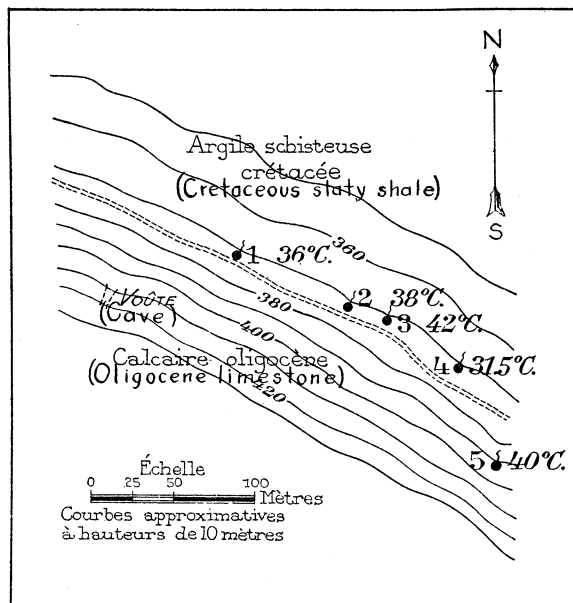 N
S
Argile schisteuse
crétacée
(Cretaceous slaty shale)
360
1 36°C.
2 38°C.
3 42°C.
380
VOÛTE
(Cave)
400
4 31.5°C.
Calcaire oligocène
(Oligocene limestone)
420
5 40°C.
Échelle
0 25 50 100
Mètres
Courbes approximatives
à hauteurs de 10 mètres